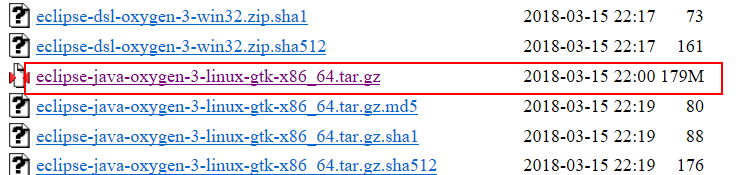 eclipse-dsl-oxygen-3-win32.zip.sha1 2018-03-15 22:17 73
eclipse-dsl-oxygen-3-win32.zip.sha512 2018-03-15 22:17 161
eclipse-java-oxygen-3-linux-gtk-x86_64.tar.gz 2018-03-15 22:00 179M
eclipse-java-oxygen-3-linux-gtk-x86_64.tar.gz.md5 2018-03-15 22:19 80
eclipse-java-oxygen-3-linux-gtk-x86_64.tar.gz.sha1 2018-03-15 22:19 88
eclipse-java-oxygen-3-linux-gtk-x86_64.tar.gz.sha512 2018-03-15 22:19 176